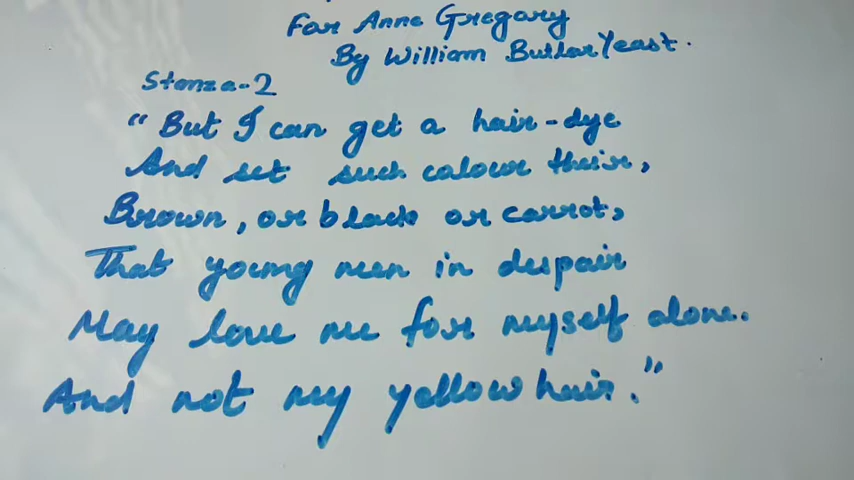 For Anne Gregory
By William Butlar Yeast.
Stanza-2
"But I can get a hair-dye
And set such colour their,
Brown, or black or carrot,
That young men in despair
May love me for myself alone.
And not my yellow hair."